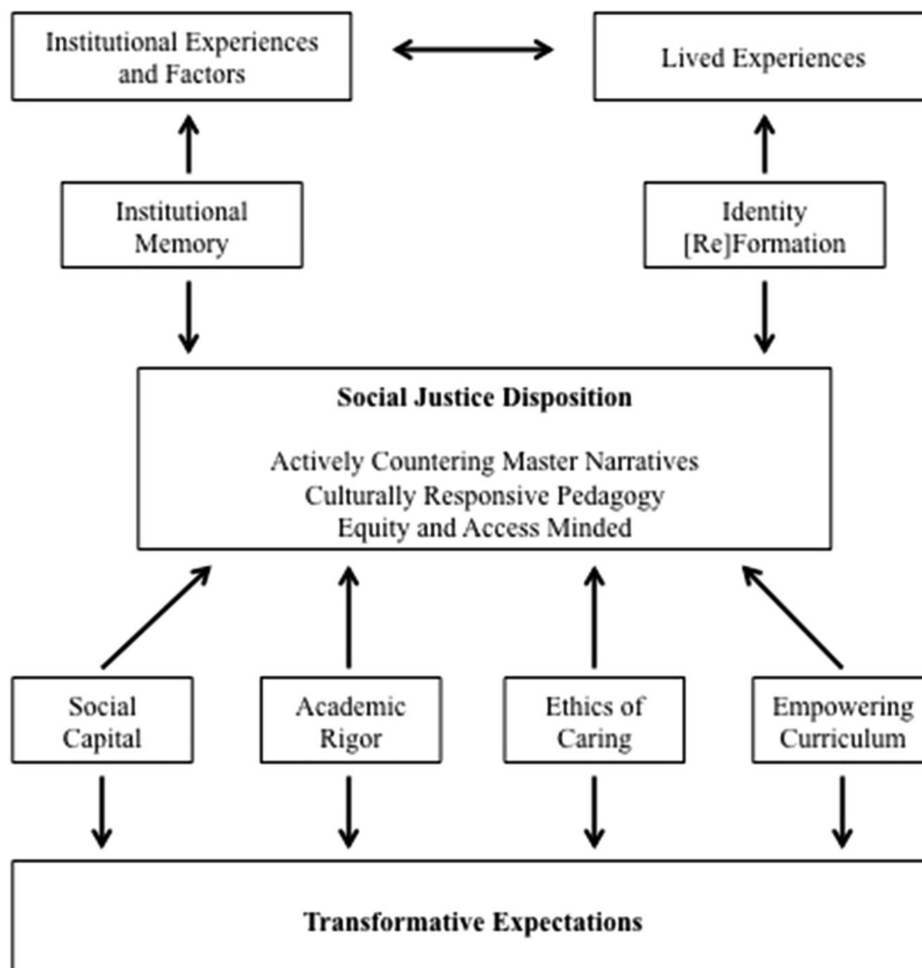 Institutional Experiences
and Factors
Lived Experiences
Institutional
Memory
Identity
[Re]Formation
Social Justice Disposition
Actively Countering Master Narratives
Culturally Responsive Pedagogy
Equity and Access Minded
Social
Capital
Academic
Rigor
Ethics of
Caring
Empowering
Curriculum
Transformative Expectations